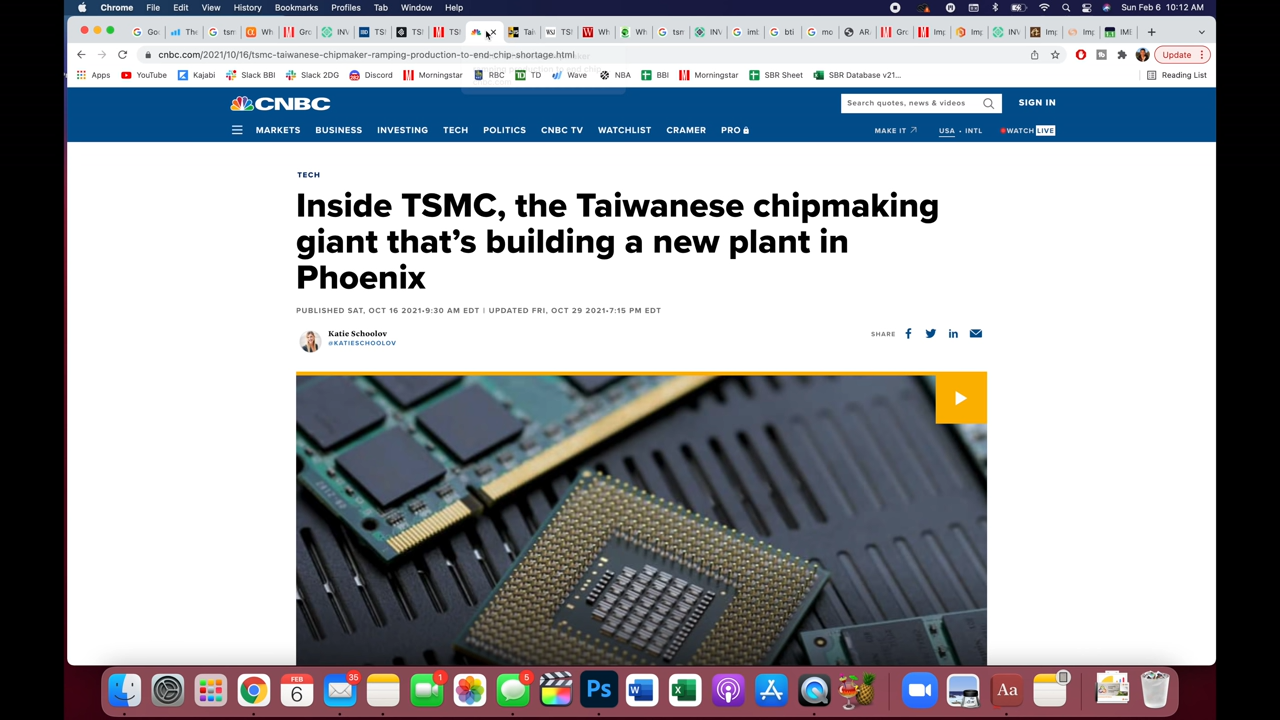 Chrome File Edit View History Bookmarks Profiles Tab Window Help Sun Feb 6 10:12 AM
cnbc.com/2021/10/16/tsmc-taiwanese-chipmaker-ramping-production-to-end-chip-shortage.html Update
Apps YouTube Kajabi Slack BBI Slack 2DG Discord Morningstar RBC TD Wave NBA BBI Morningstar SBR Sheet SBR Database v21... Reading List
CNBC Search quotes, news & videos SIGN IN
MARKETS BUSINESS INVESTING TECH POLITICS CNBC TV WATCHLIST CRAMER PRO MAKE IT USA • INTL WATCH LIVE
TECH
Inside TSMC, the Taiwanese chipmaking
giant that’s building a new plant in
Phoenix
PUBLISHED SAT, OCT 16 2021•9:30 AM EDT | UPDATED FRI, OCT 29 2021•7:15 PM EDT
Katie Schoolov
@KATIESCHOOLOV
SHARE
FEB
6
35
1
5
Ps
Aa